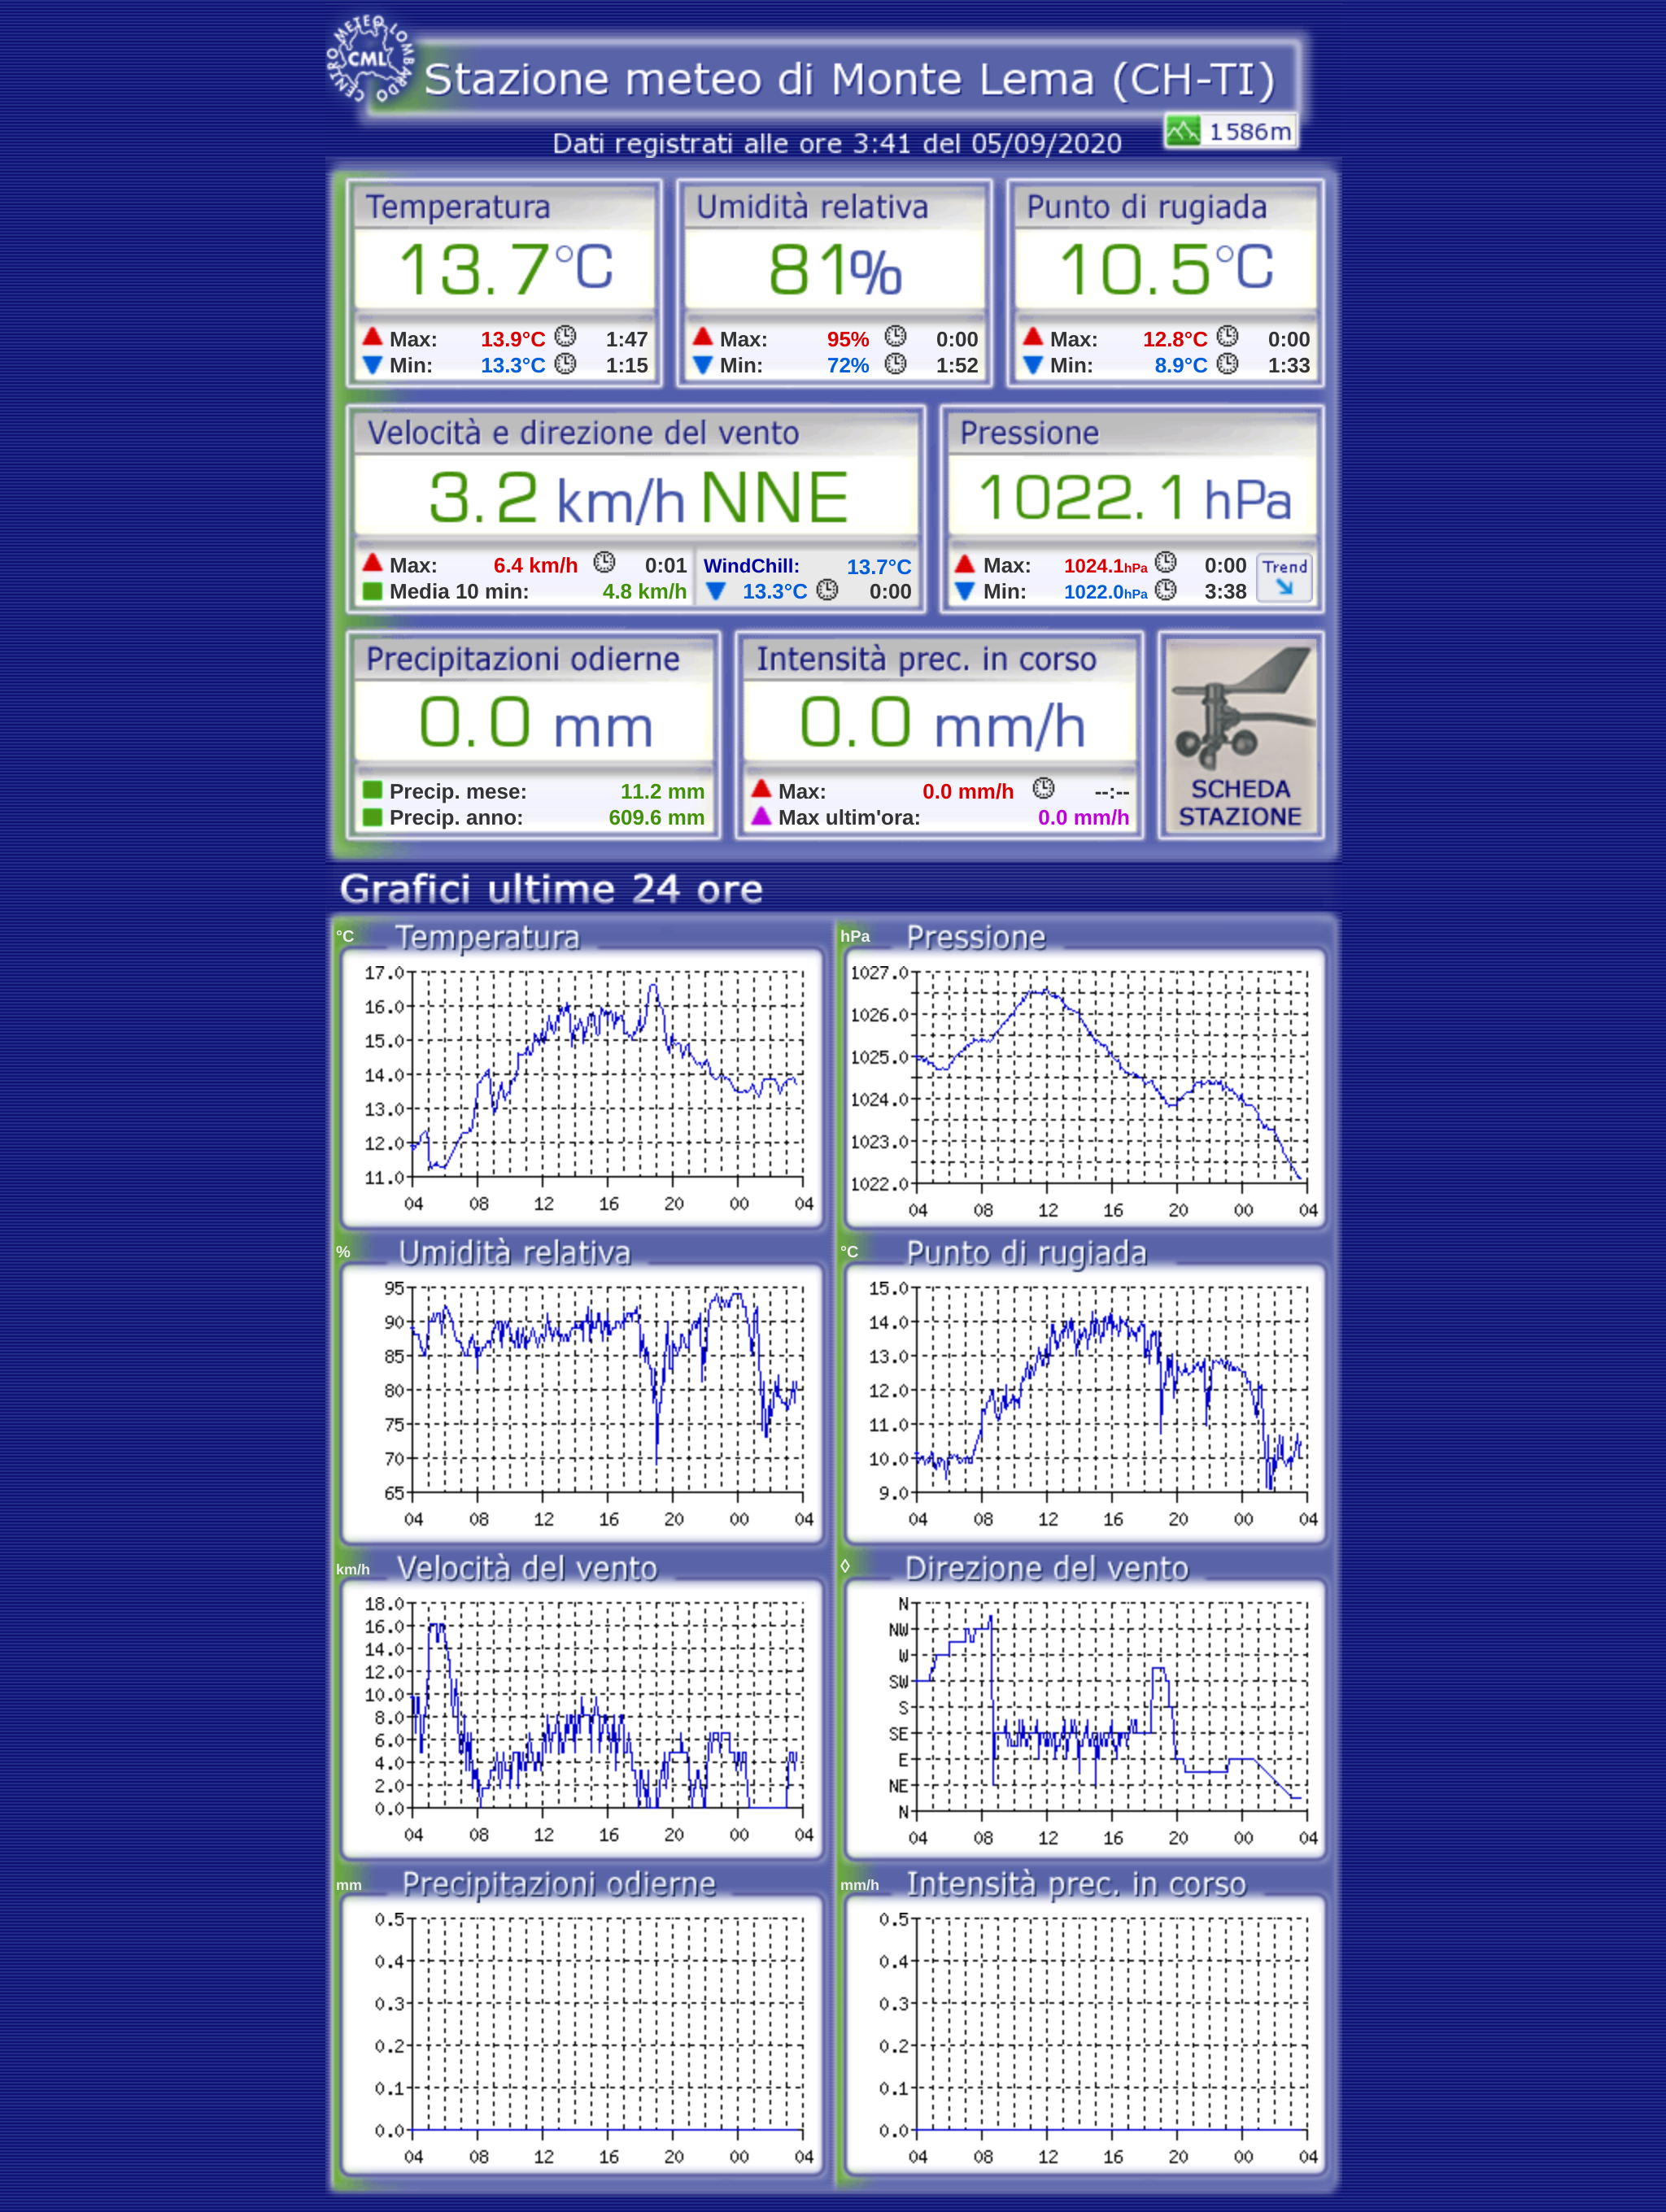 CENTRO METEO LOMBARDO
CML
Stazione meteo di Monte Lema (CH-TI)
1586m
Dati registrati alle ore 3:41 del 05/09/2020
Temperatura Umidità relativa Punto di rugiada
13.7°C 81% 10.5°C
Max: 13.9°C 1:47 Max: 95% 0:00 Max: 12.8°C 0:00
Min: 13.3°C 1:15 Min: 72% 1:52 Min: 8.9°C 1:33
Velocità e direzione del vento Pressione
3.2 km/h NNE 1022.1 hPa
Max: 6.4 km/h 0:01 WindChill: 13.7°C Max: 1024.1hPa 0:00 Trend
Media 10 min: 4.8 km/h 13.3°C 0:00 Min: 1022.0hPa 3:38
Precipitazioni odierne Intensità prec. in corso
0.0 mm 0.0 mm/h
Precip. mese: 11.2 mm Max: 0.0 mm/h --:-- SCHEDA
Precip. anno: 609.6 mm Max ultim'ora: 0.0 mm/h STAZIONE
Grafici ultime 24 ore
°C Temperatura hPa Pressione
17.0 1027.0
16.0 1026.0
15.0 1025.0
14.0 1024.0
13.0 1023.0
12.0 1022.0
11.0
04 08 12 16 20 00 04 04 08 12 16 20 00 04
% Umidità relativa °C Punto di rugiada
95 15.0
90 14.0
85 13.0
80 12.0
75 11.0
70 10.0
65 9.0
04 08 12 16 20 00 04 04 08 12 16 20 00 04
km/h Velocità del vento ◊ Direzione del vento
18.0 N
16.0 NW
14.0 W
12.0 SW
10.0 S
8.0 SE
6.0 E
4.0 NE
2.0 N
0.0
04 08 12 16 20 00 04 04 08 12 16 20 00 04
mm Precipitazioni odierne mm/h Intensità prec. in corso
0.5 0.5
0.4 0.4
0.3 0.3
0.2 0.2
0.1 0.1
0.0 0.0
04 08 12 16 20 00 04 04 08 12 16 20 00 04